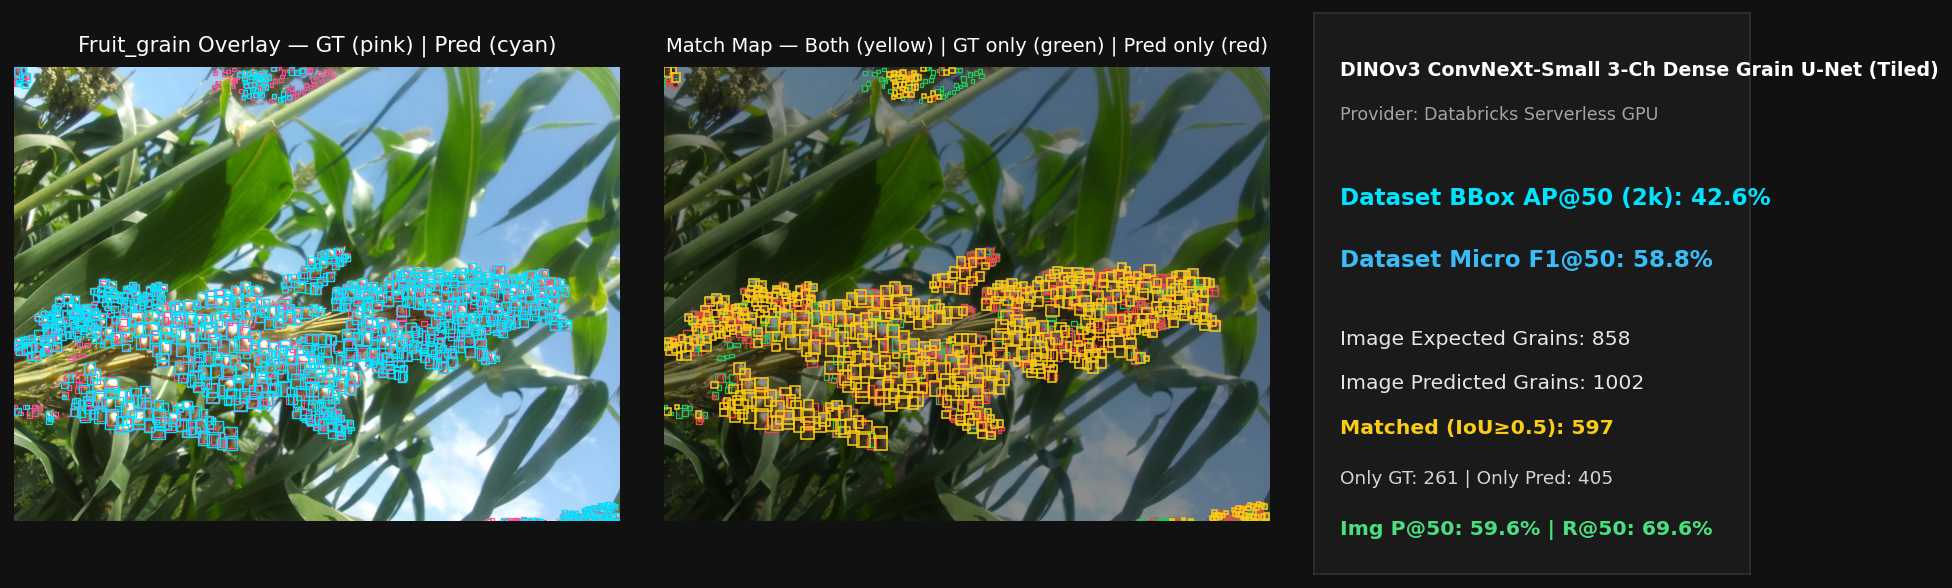 Fruit_grain Overlay — GT (pink) | Pred (cyan)
Match Map — Both (yellow) | GT only (green) | Pred only (red)
DINOv3 ConvNeXt-Small 3-Ch Dense Grain U-Net (Tiled)
Provider: Databricks Serverless GPU
Dataset BBox AP@50 (2k): 42.6%
Dataset Micro F1@50: 58.8%
Image Expected Grains: 858
Image Predicted Grains: 1002
Matched (IoU≥0.5): 597
Only GT: 261 | Only Pred: 405
Img P@50: 59.6% | R@50: 69.6%